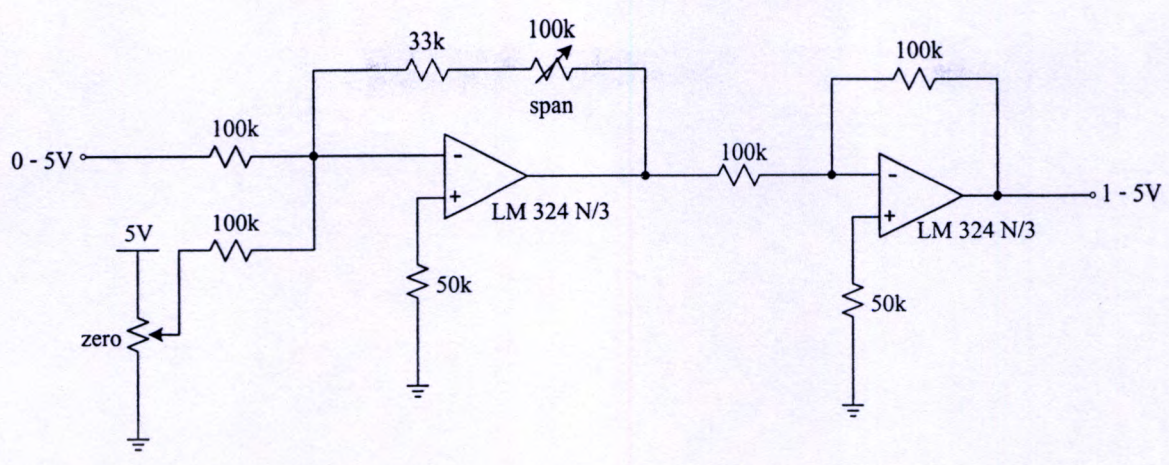 33k
100k
span
100k
0 - 5V
-
+
LM 324 N/3
100k
5V
zero
50k
100k
100k
-
+
LM 324 N/3
1 - 5V
50k